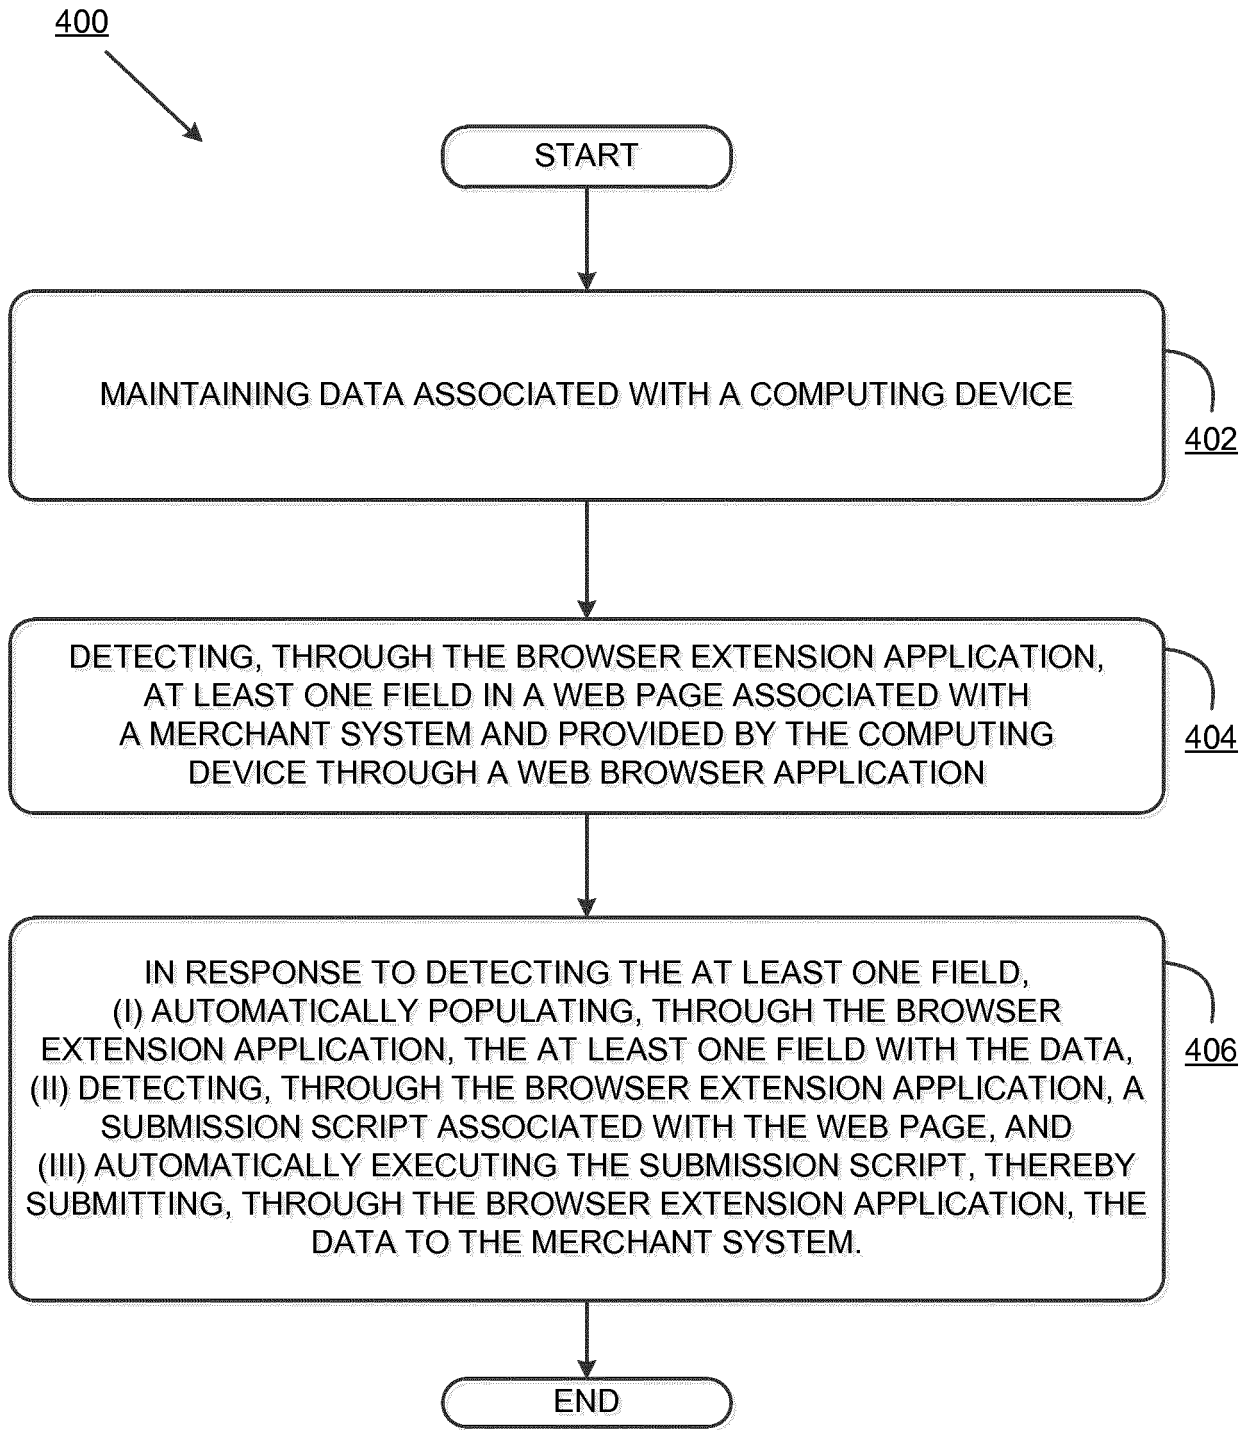 400
START
MAINTAINING DATA ASSOCIATED WITH A COMPUTING DEVICE
402
DETECTING, THROUGH THE BROWSER EXTENSION APPLICATION,
AT LEAST ONE FIELD IN A WEB PAGE ASSOCIATED WITH
A MERCHANT SYSTEM AND PROVIDED BY THE COMPUTING
DEVICE THROUGH A WEB BROWSER APPLICATION
404
IN RESPONSE TO DETECTING THE AT LEAST ONE FIELD,
(I) AUTOMATICALLY POPULATING, THROUGH THE BROWSER
EXTENSION APPLICATION, THE AT LEAST ONE FIELD WITH THE DATA,
(II) DETECTING, THROUGH THE BROWSER EXTENSION APPLICATION, A
SUBMISSION SCRIPT ASSOCIATED WITH THE WEB PAGE, AND
(III) AUTOMATICALLY EXECUTING THE SUBMISSION SCRIPT, THEREBY
SUBMITTING, THROUGH THE BROWSER EXTENSION APPLICATION, THE
DATA TO THE MERCHANT SYSTEM.
406
END